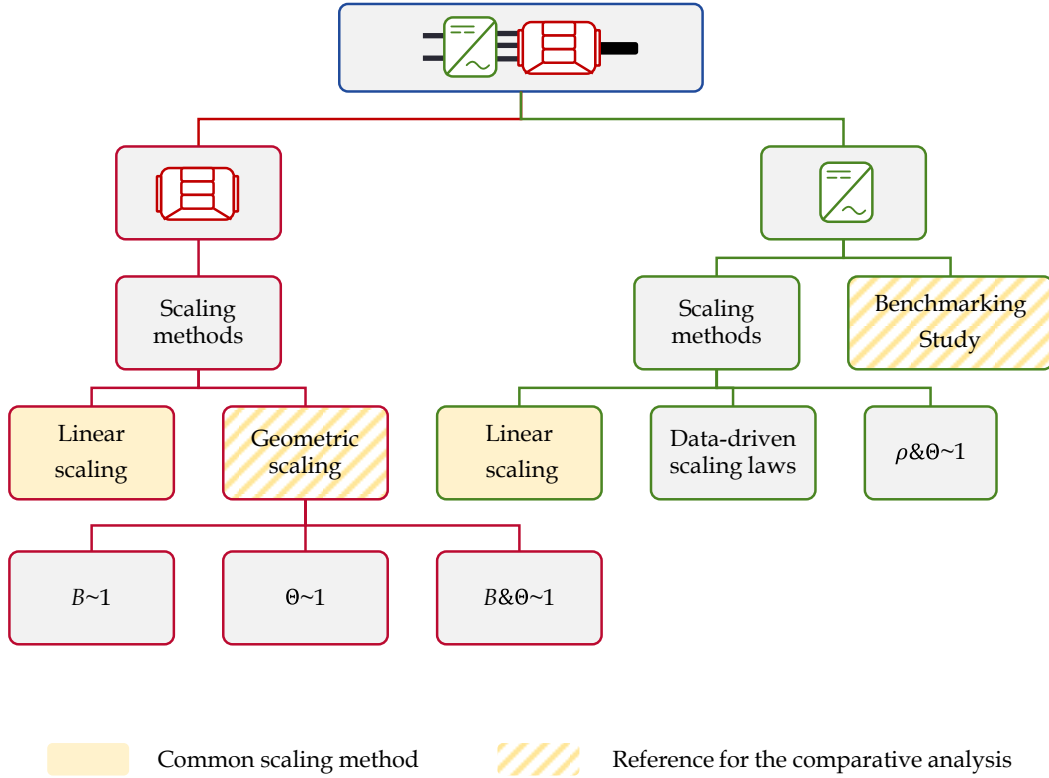 Scaling
methods
Scaling
methods
Benchmarking
Study
Linear
scaling
Geometric
scaling
Linear
scaling
Data-driven
scaling laws
ρ&Θ~1
B~1
Θ~1
B&Θ~1
Common scaling method
Reference for the comparative analysis